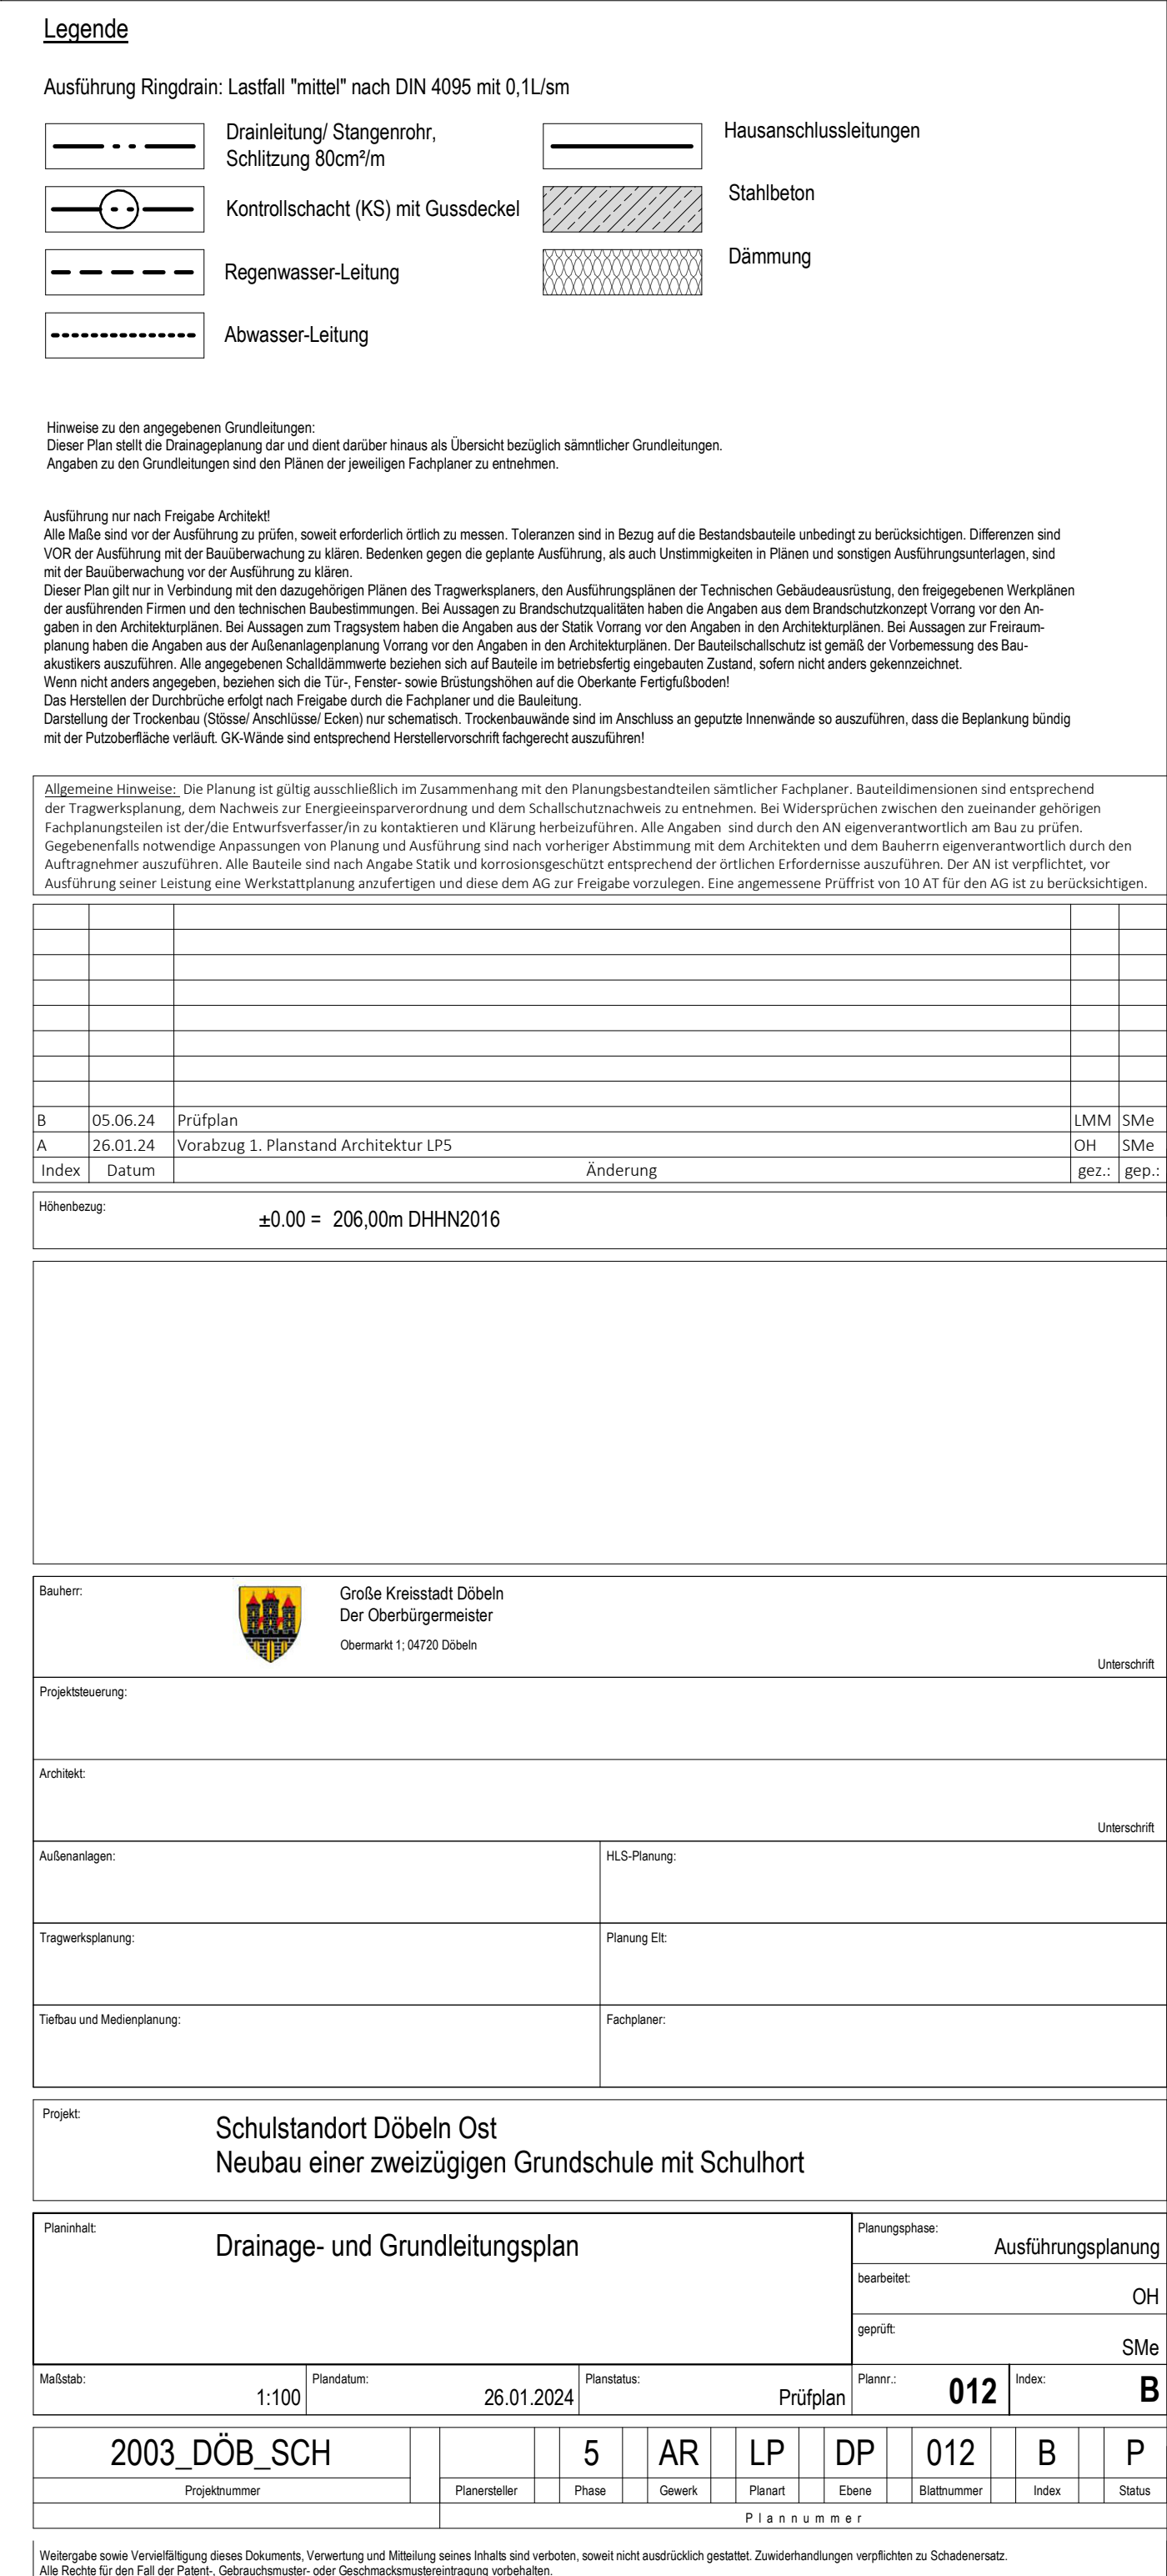 Legende
Ausführung Ringdrain: Lastfall "mittel" nach DIN 4095 mit 0,1L/sm
Drainleitung/ Stangenrohr,
Schlitzung 80cm²/m
Hausanschlussleitungen
Kontrollschacht (KS) mit Gussdeckel
Stahlbeton
Regenwasser-Leitung
Dämmung
Abwasser-Leitung
Hinweise zu den angegebenen Grundleitungen:
Dieser Plan stellt die Drainageplanung dar und dient darüber hinaus als Übersicht bezüglich sämntlicher Grundleitungen.
Angaben zu den Grundleitungen sind den Plänen der jeweiligen Fachplaner zu entnehmen.
Ausführung nur nach Freigabe Architekt!
Alle Maße sind vor der Ausführung zu prüfen, soweit erforderlich örtlich zu messen. Toleranzen sind in Bezug auf die Bestandsbauteile unbedingt zu berücksichtigen. Differenzen sind
VOR der Ausführung mit der Bauüberwachung zu klären. Bedenken gegen die geplante Ausführung, als auch Unstimmigkeiten in Plänen und sonstigen Ausführungsunterlagen, sind
mit der Bauüberwachung vor der Ausführung zu klären.
Dieser Plan gilt nur in Verbindung mit den dazugehörigen Plänen des Tragwerksplaners, den Ausführungsplänen der Technischen Gebäudeausrüstung, den freigegebenen Werkplänen
der ausführenden Firmen und den technischen Baubestimmungen. Bei Aussagen zu Brandschutzqualitäten haben die Angaben aus dem Brandschutzkonzept Vorrang vor den An-
gaben in den Architekturplänen. Bei Aussagen zum Tragsystem haben die Angaben aus der Statik Vorrang vor den Angaben in den Architekturplänen. Bei Aussagen zur Freiraum-
planung haben die Angaben aus der Außenanlagenplanung Vorrang vor den Angaben in den Architekturplänen. Der Bauteilschallschutz ist gemäß der Vorbemessung des Bau-
akustikers auszuführen. Alle angegebenen Schalldämmwerte beziehen sich auf Bauteile im betriebsfertig eingebauten Zustand, sofern nicht anders gekennzeichnet.
Wenn nicht anders angegeben, beziehen sich die Tür-, Fenster- sowie Brüstungshöhen auf die Oberkante Fertigfußboden!
Das Herstellen der Durchbrüche erfolgt nach Freigabe durch die Fachplaner und die Bauleitung.
Darstellung der Trockenbau (Stösse/ Anschlüsse/ Ecken) nur schematisch. Trockenbauwände sind im Anschluss an geputzte Innenwände so auszuführen, dass die Beplankung bündig
mit der Putzoberfläche verläuft. GK-Wände sind entsprechend Herstellervorschrift fachgerecht auszuführen!
Allgemeine Hinweise: Die Planung ist gültig ausschließlich im Zusammenhang mit den Planungsbestandteilen sämtlicher Fachplaner. Bauteildimensionen sind entsprechend
der Tragwerksplanung, dem Nachweis zur Energieeinsparverordnung und dem Schallschutznachweis zu entnehmen. Bei Widersprüchen zwischen den zueinander gehörigen
Fachplanungsteilen ist der/die Entwurfsverfasser/in zu kontaktieren und Klärung herbeizuführen. Alle Angaben sind durch den AN eigenverantwortlich am Bau zu prüfen.
Gegebenenfalls notwendige Anpassungen von Planung und Ausführung sind nach vorheriger Abstimmung mit dem Architekten und dem Bauherrn eigenverantwortlich durch den
Auftragnehmer auszuführen. Alle Bauteile sind nach Angabe Statik und korrosionsgeschützt entsprechend der örtlichen Erfordernisse auszuführen. Der AN ist verpflichtet, vor
Ausführung seiner Leistung eine Werkstattplanung anzufertigen und diese dem AG zur Freigabe vorzulegen. Eine angemessene Prüffrist von 10 AT für den AG ist zu berücksichtigen.
B 05.06.24 Prüfplan LMM SMe
A 26.01.24 Vorabzug 1. Planstand Architektur LP5 OH SMe
Index Datum Änderung gez.: gep.:
Höhenbezug:
±0.00 = 206,00m DHHN2016
Bauherr:
Große Kreisstadt Döbeln
Der Oberbürgermeister
Obermarkt 1; 04720 Döbeln
Unterschrift
Projektsteuerung:
Architekt:
Unterschrift
Außenanlagen:
HLS-Planung:
Tragwerksplanung:
Planung Elt:
Tiefbau und Medienplanung:
Fachplaner:
Projekt:
Schulstandort Döbeln Ost
Neubau einer zweizügigen Grundschule mit Schulhort
Planinhalt:
Drainage- und Grundleitungsplan
Planungsphase:
Ausführungsplanung
bearbeitet:
OH
geprüft:
SMe
Maßstab: 1:100
Plandatum: 26.01.2024
Planstatus: Prüfplan
Plannr.: 012
Index: B
2003_DÖB_SCH 5 AR LP DP 012 B P
Projektnummer Planersteller Phase Gewerk Planart Ebene Blattnummer Index Status
Plannummer
Weitergabe sowie Vervielfältigung dieses Dokuments, Verwertung und Mitteilung seines Inhalts sind verboten, soweit nicht ausdrücklich gestattet. Zuwiderhandlungen verpflichten zu Schadenersatz.
Alle Rechte für den Fall der Patent-, Gebrauchsmuster- oder Geschmacksmustereintragung vorbehalten.